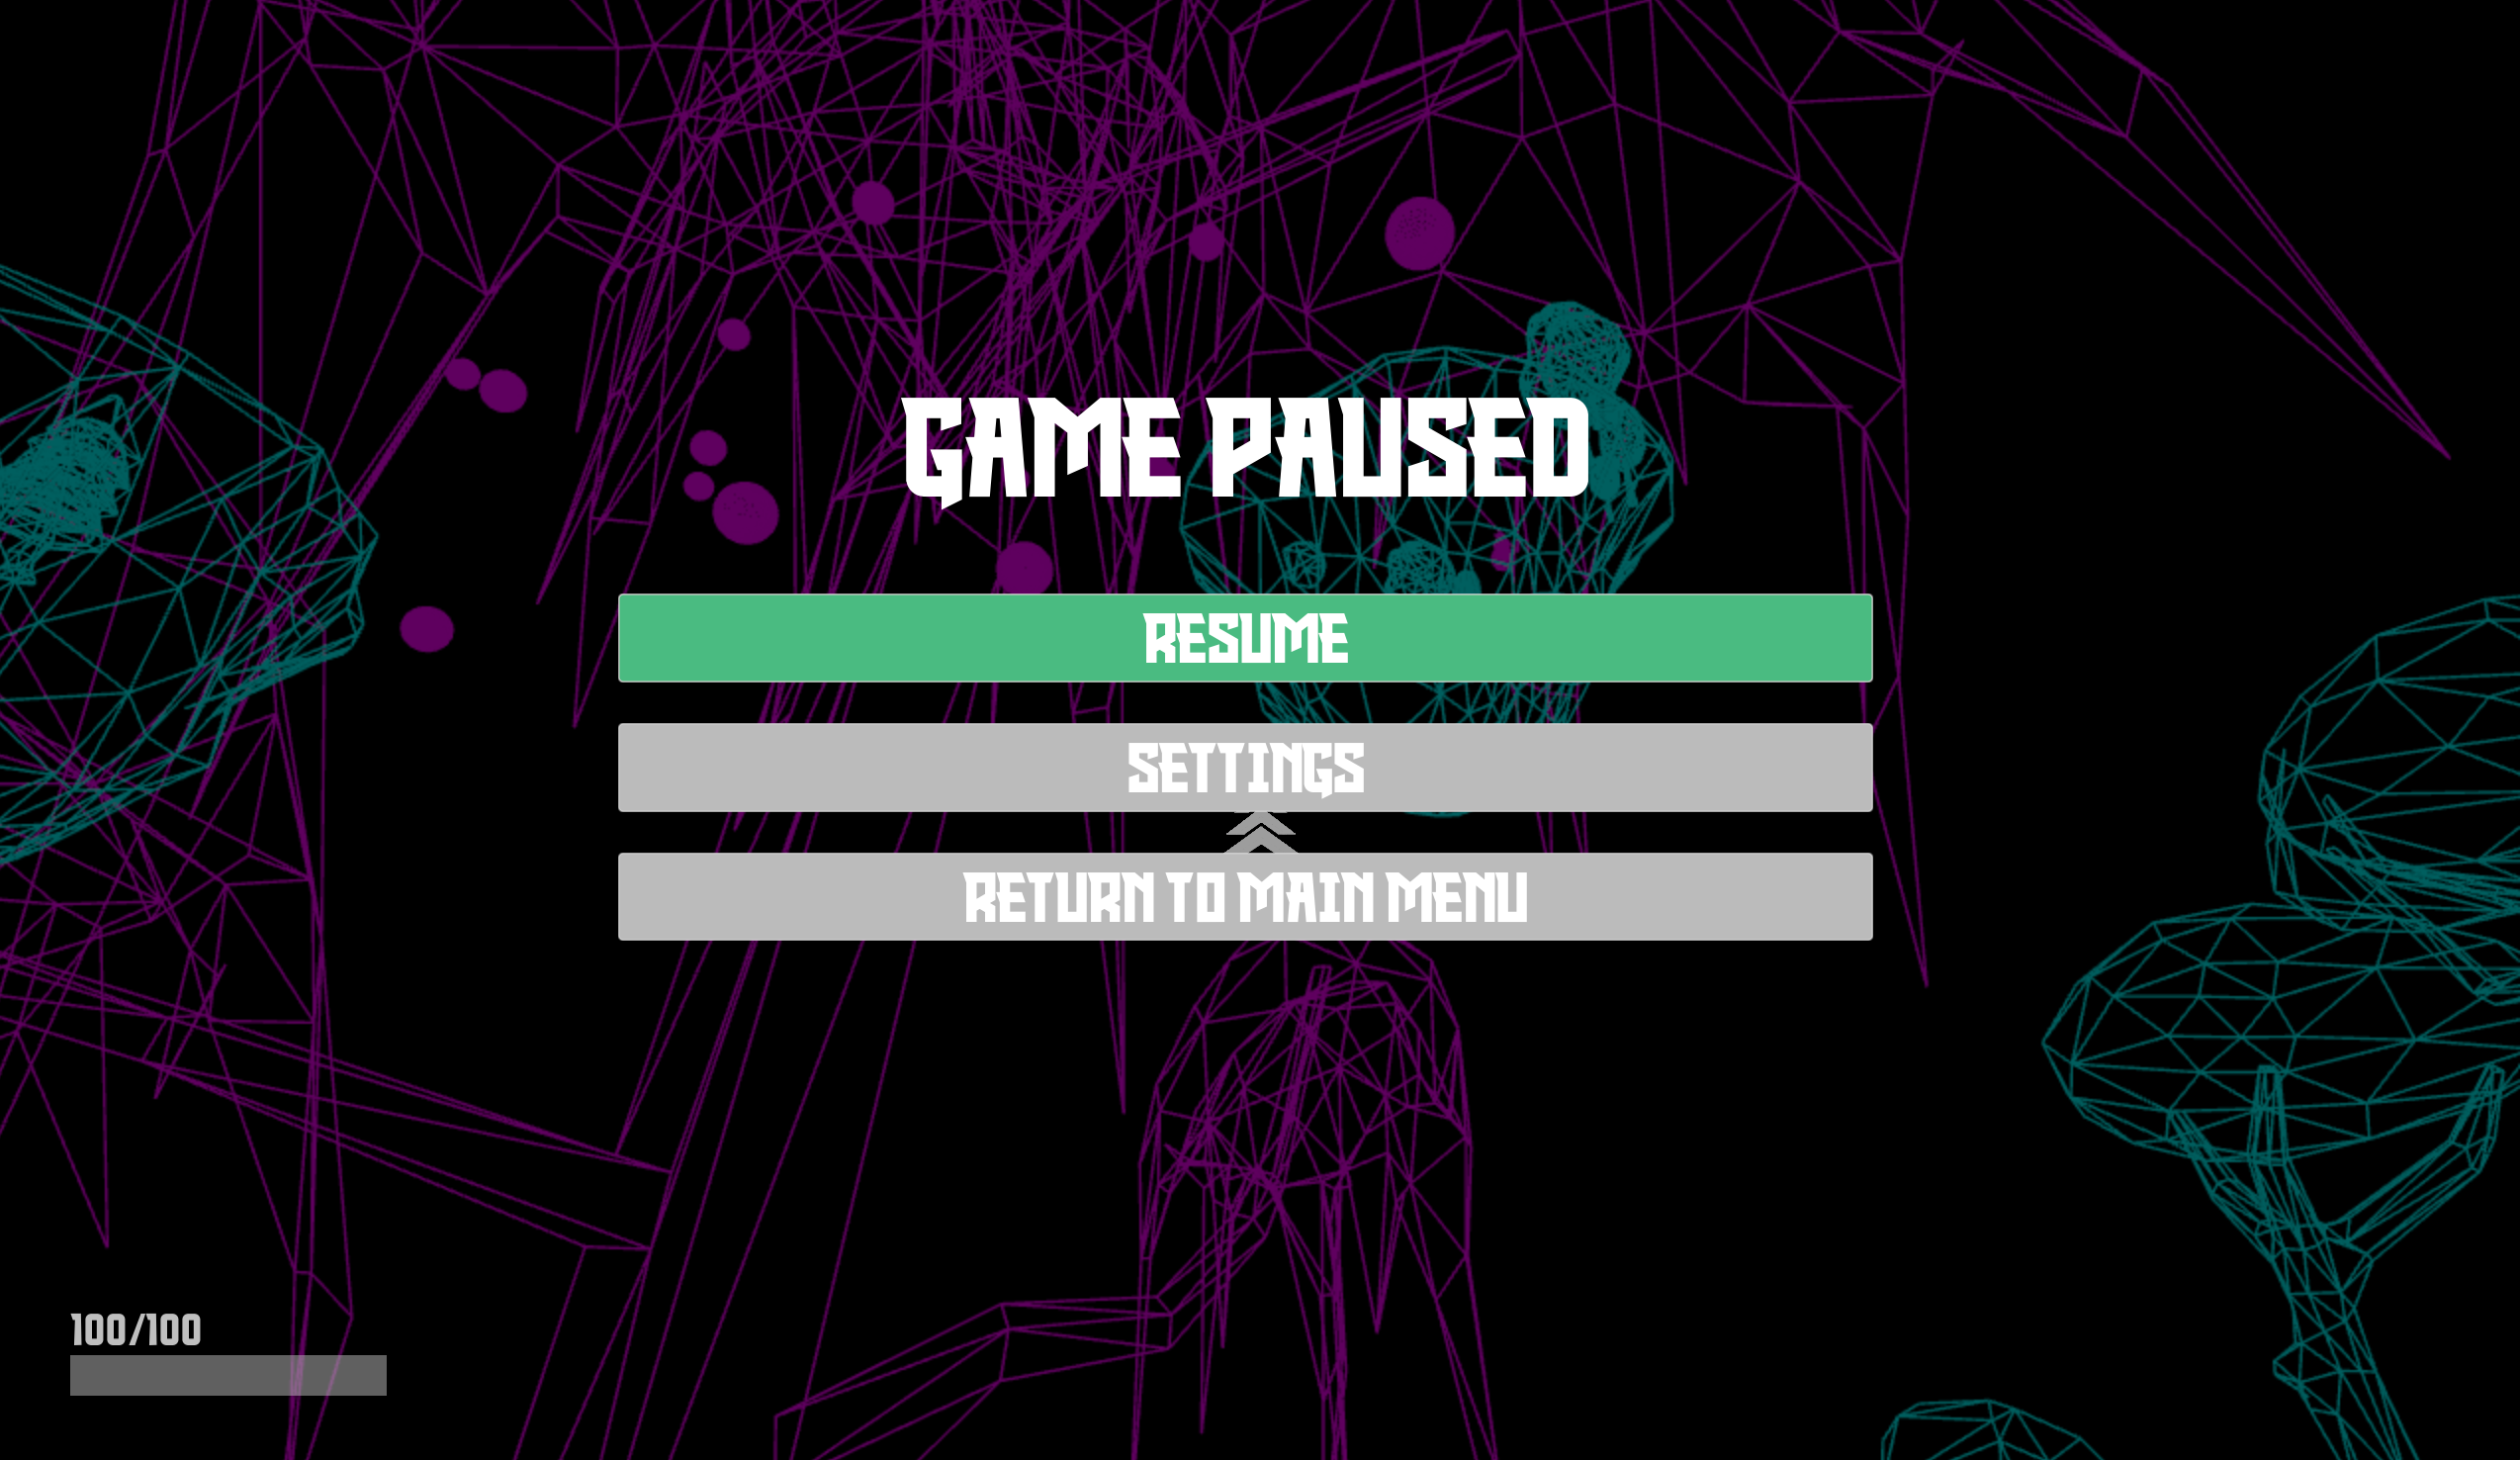 GAME PAUSED
RESUME
SETTINGS
RETURN TO MAIN MENU
100/100